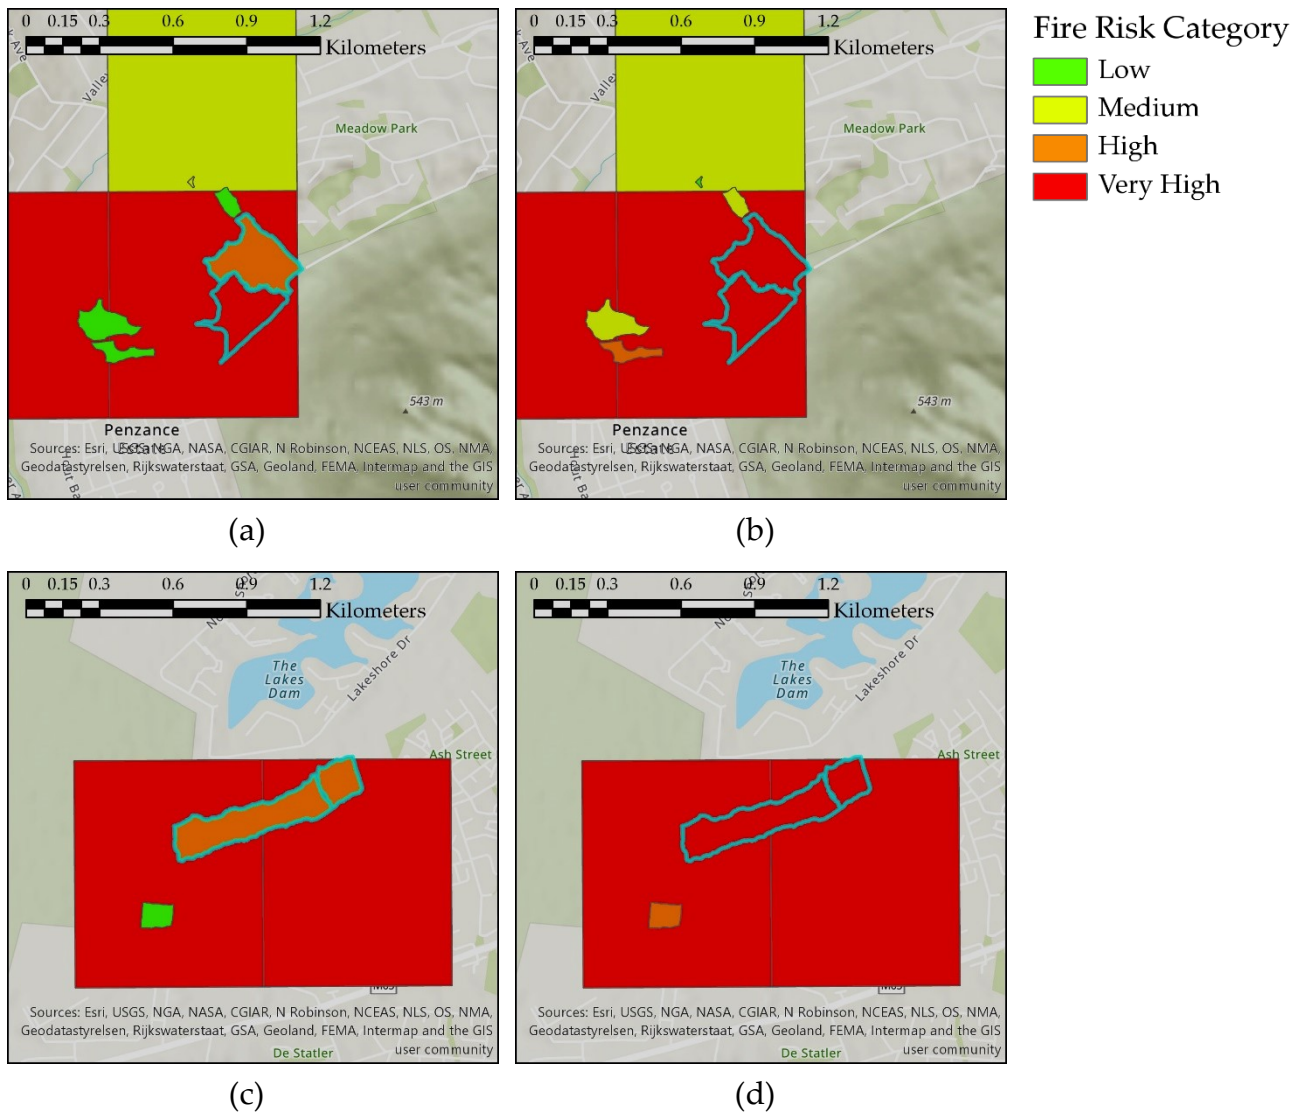 0 0.15 0.3 0.6 0.9 1.2
Kilometers
Valley
Meadow Park
543 m
Penzance
Estate
Sources: Esri, USGS, NGA, NASA, CGIAR, N Robinson, NCEAS, NLS, OS, NMA,
Geodatastyrelsen, Rijkswaterstaat, GSA, Geoland, FEMA, Intermap and the GIS
user community
(a)
0 0.15 0.3 0.6 0.9 1.2
Kilometers
Valley
Meadow Park
543 m
Penzance
Estate
Sources: Esri, USGS, NGA, NASA, CGIAR, N Robinson, NCEAS, NLS, OS, NMA,
Geodatastyrelsen, Rijkswaterstaat, GSA, Geoland, FEMA, Intermap and the GIS
user community
(b)
Fire Risk Category
Low
Medium
High
Very High
0 0.15 0.3 0.6 0.9 1.2
Kilometers
The
Lakes
Dam
Lakeshore Dr
Ash Street
Sources: Esri, USGS, NGA, NASA, CGIAR, N Robinson, NCEAS, NLS, OS, NMA,
Geodatastyrelsen, Rijkswaterstaat, GSA, Geoland, FEMA, Intermap and the GIS
user community
De Statler
(c)
0 0.15 0.3 0.6 0.9 1.2
Kilometers
The
Lakes
Dam
Lakeshore Dr
Ash Street
Sources: Esri, USGS, NGA, NASA, CGIAR, N Robinson, NCEAS, NLS, OS, NMA,
Geodatastyrelsen, Rijkswaterstaat, GSA, Geoland, FEMA, Intermap and the GIS
user community
De Statler
(d)